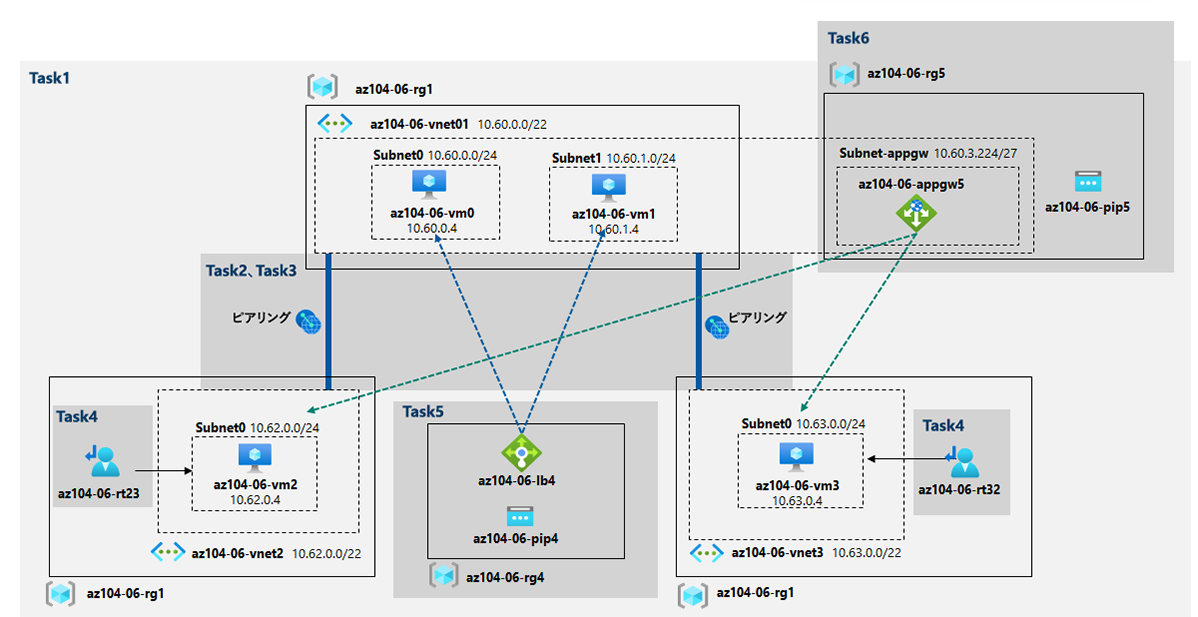 Task6
az104-06-rg5
Task1
az104-06-rg1
az104-06-vnet01 10.60.0.0/22
Subnet0 10.60.0.0/24
az104-06-vm0
10.60.0.4
Subnet1 10.60.1.0/24
az104-06-vm1
10.60.1.4
Subnet-appgw 10.60.3.224/27
az104-06-appgw5
az104-06-pip5
Task2、Task3
ピアリング
ピアリング
Task4
az104-06-rt23
Subnet0 10.62.0.0/24
az104-06-vm2
10.62.0.4
az104-06-vnet2 10.62.0.0/22
az104-06-rg1
Task5
az104-06-lb4
az104-06-pip4
az104-06-rg4
Subnet0 10.63.0.0/24
az104-06-vm3
10.63.0.4
Task4
az104-06-rt32
az104-06-vnet3 10.63.0.0/22
az104-06-rg1